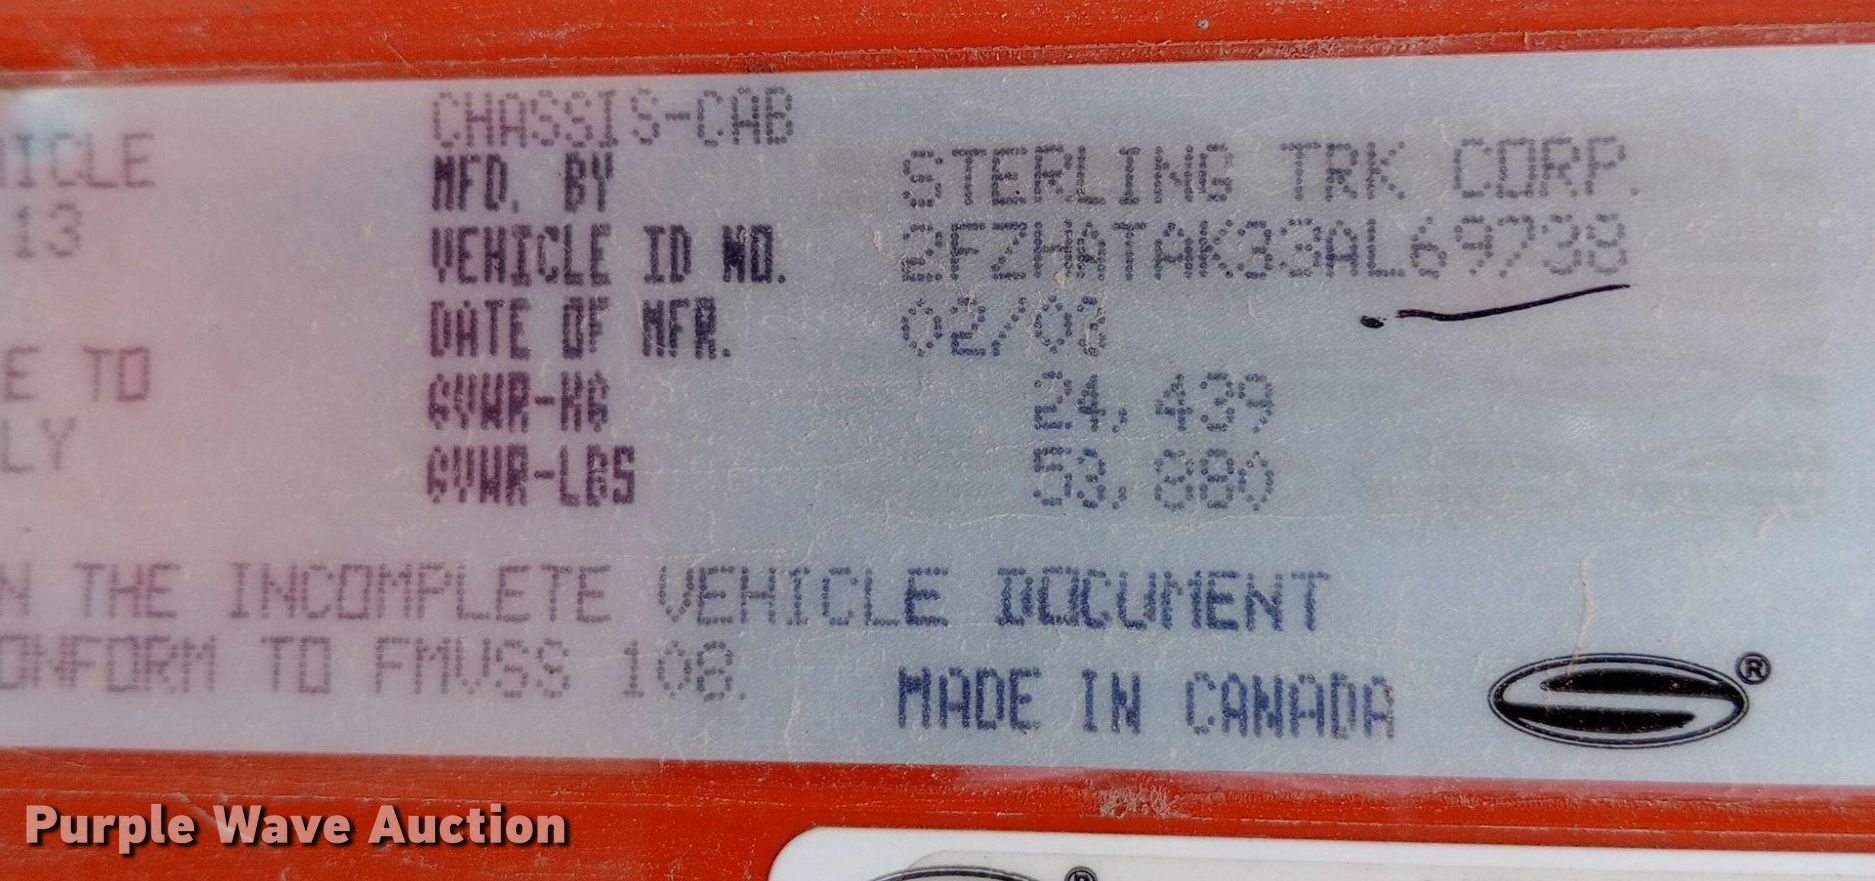 HICLE
13
E TO
LY
CHASSIS-CAB
MFD. BY STERLING TRK CORP.
VEHICLE ID NO. 2FZHATAK33AL69738
DATE OF MFR. 02/02
GVWR-KG 24,439
GVWR-LBS 53,880
N THE INCOMPLETE VEHICLE DOCUMENT
ONFORM TO FMVSS 108.
MADE IN CANADA
®
®
Purple Wave Auction